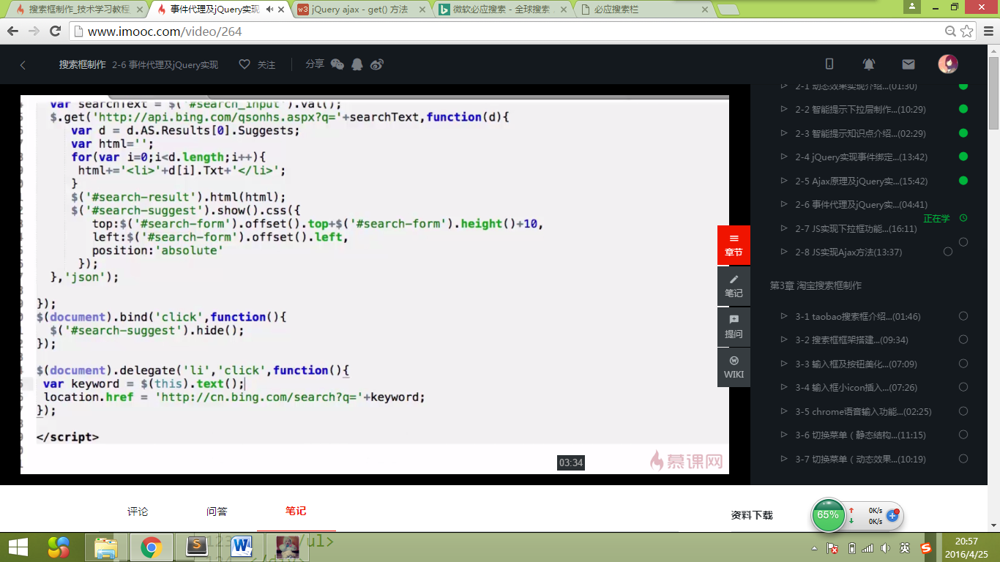 搜索框制作_技术学习教程
事件代理及jQuery实现
w3 jQuery ajax - get() 方法
微软必应搜索 - 全球搜索
必应搜索栏
www.imooc.com/video/264
搜索框制作 2-6 事件代理及jQuery实现 关注 分享
var searchText = $('#search_input').val();
$.get('http://api.bing.com/qsonhs.aspx?q='+searchText,function(d){
var d = d.AS.Results[0].Suggests;
var html='';
for(var i=0;i<d.length;i++){
html+='<li>'+d[i].Txt+'</li>';
}
$('#search-result').html(html);
$('#search-suggest').show().css({
top:$('#search-form').offset().top+$('#search-form').height()+10,
left:$('#search-form').offset().left,
position:'absolute'
});
},'json');
});
$(document).bind('click',function(){
$('#search-suggest').hide();
});
$(document).delegate('li','click',function(){
var keyword = $(this).text();
location.href = 'http://cn.bing.com/search?q='+keyword;
});
</script>
03:34
慕课网
章节
笔记
提问
WIKI
2-1 动态效果实现介绍...(01:30)
2-2 智能提示下拉层制作...(10:29)
2-3 智能提示知识点介绍...(02:29)
2-4 jQuery实现事件绑定...(13:42)
2-5 Ajax原理及jQuery实...(15:42)
2-6 事件代理及jQuery实...(04:41)
正在学
2-7 JS实现下拉框功能...(16:11)
2-8 JS实现Ajax方法(13:37)
第3章 淘宝搜索框制作
3-1 taobao搜索框介绍...(01:46)
3-2 搜索框框架搭建...(09:34)
3-3 输入框及按钮美化...(07:09)
3-4 输入框小icon插入...(07:26)
3-5 chrome语音输入功能...(02:25)
3-6 切换菜单（静态结构...(11:15)
3-7 切换菜单（动态效果...(10:19)
评论 问答 笔记 资料下载
65%
0K/s
0K/s
123
/ul>
英
20:57
2016/4/25